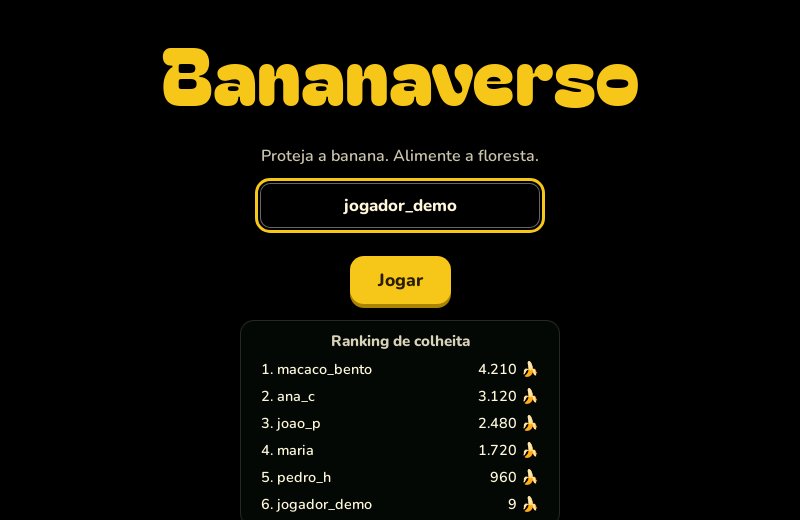 Bananaverso
Proteja a banana. Alimente a floresta.
jogador_demo
Jogar
Ranking de colheita
1. macaco_bento 4.210 🍌
2. ana_c 3.120 🍌
3. joao_p 2.480 🍌
4. maria 1.720 🍌
5. pedro_h 960 🍌
6. jogador_demo 9 🍌